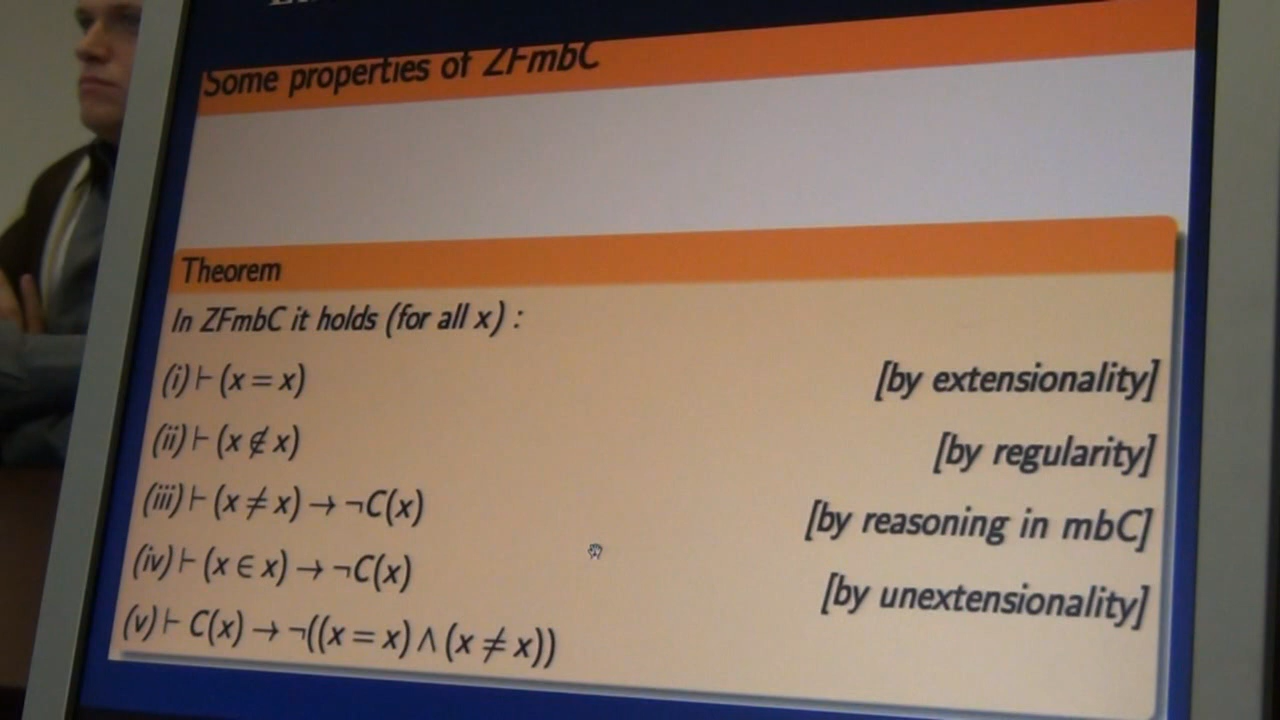 Some properties of ZFmbC
Theorem
In ZFmbC it holds (for all x) :
(i) ⊢ (x = x) [by extensionality]
(ii) ⊢ (x ∉ x) [by regularity]
(iii) ⊢ (x ≠ x) → ¬C(x) [by reasoning in mbC]
(iv) ⊢ (x ∈ x) → ¬C(x) [by unextensionality]
(v) ⊢ C(x) → ¬((x = x) ∧ (x ≠ x))